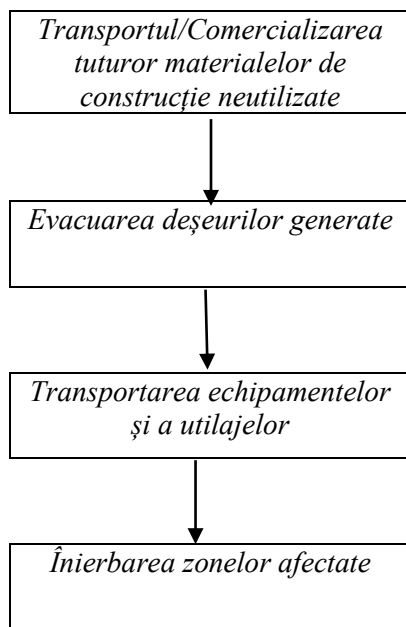 Transportul/Comercializarea
tuturor materialelor de
construcție neutilizate
Evacuarea deșeurilor generate
Transportarea echipamentelor
și a utilajelor
Înierbarea zonelor afectate